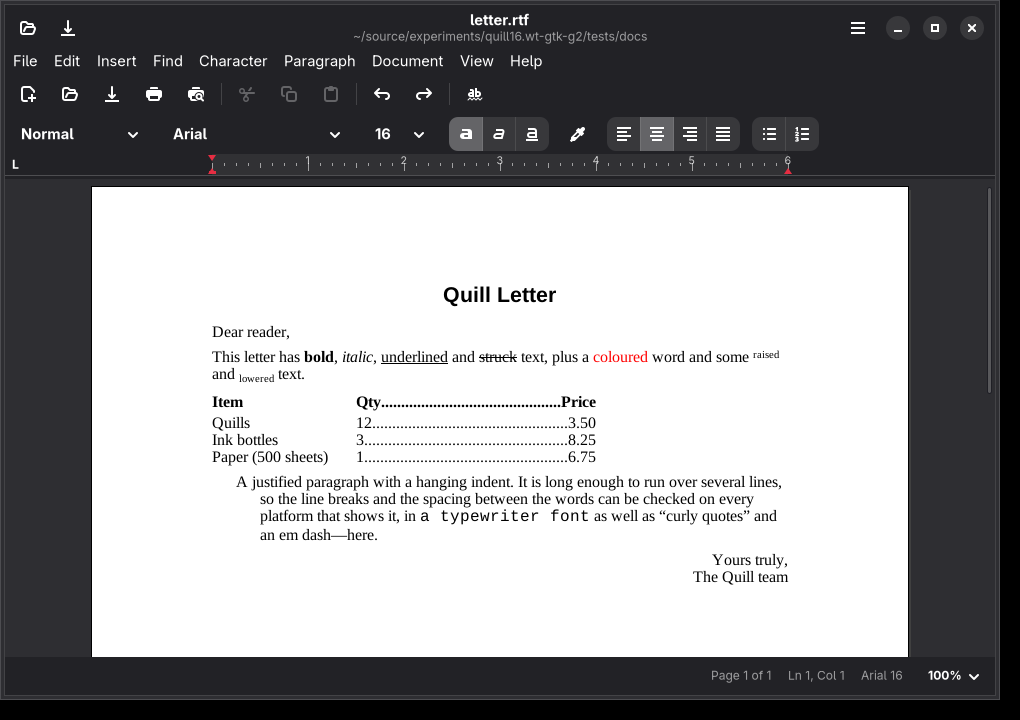 letter.rtf
~/source/experiments/quill16.wt-gtk-g2/tests/docs
File Edit Insert Find Character Paragraph Document View Help
ab
Normal Arial 16 a a a
L 1 2 3 4 5 6
Quill Letter
Dear reader,
This letter has bold, italic, underlined and struck text, plus a coloured word and some raised
and lowered text.
Item Qty.............................................Price
Quills 12.................................................3.50
Ink bottles 3...................................................8.25
Paper (500 sheets) 1...................................................6.75
A justified paragraph with a hanging indent. It is long enough to run over several lines,
so the line breaks and the spacing between the words can be checked on every
platform that shows it, in a typewriter font as well as “curly quotes” and
an em dash—here.
Yours truly,
The Quill team
Page 1 of 1 Ln 1, Col 1 Arial 16 100%